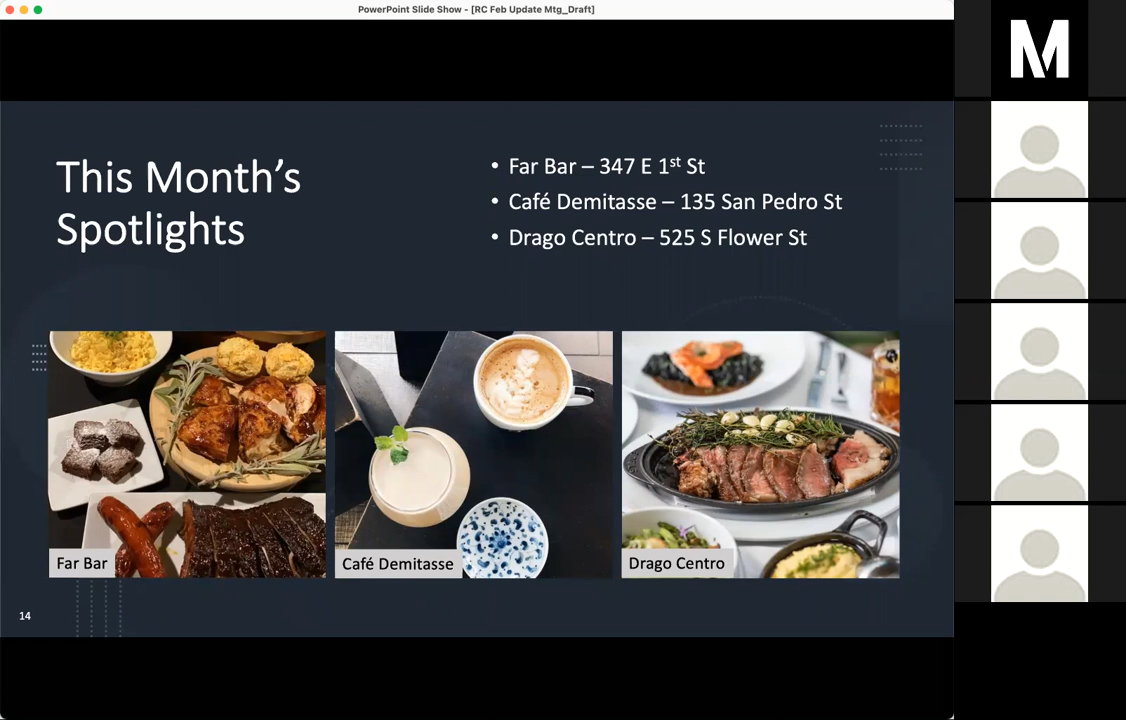 PowerPoint Slide Show - [RC Feb Update Mtg_Draft]
M
This Month’s
Spotlights
• Far Bar – 347 E 1st St
• Café Demitasse – 135 San Pedro St
• Drago Centro – 525 S Flower St
Far Bar
Café Demitasse
Drago Centro
14